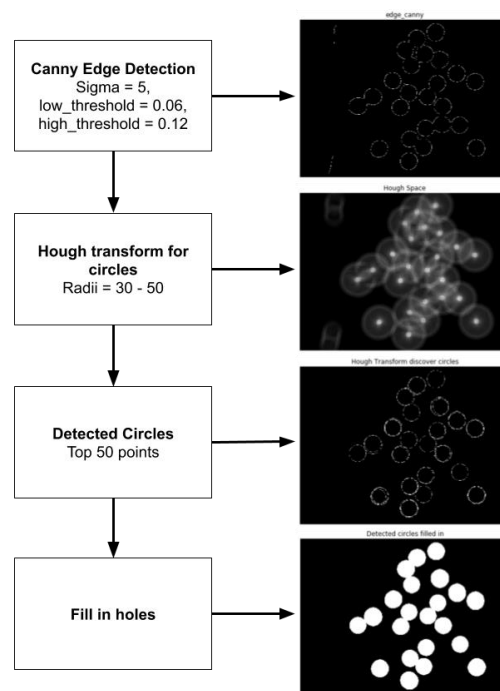 edge_canny
Canny Edge Detection
Sigma = 5,
low_threshold = 0.06,
high_threshold = 0.12
Hough Space
Hough transform for
circles
Radii = 30 - 50
Hough Transform discover circles
Detected Circles
Top 50 points
Detected circles filled in
Fill in holes